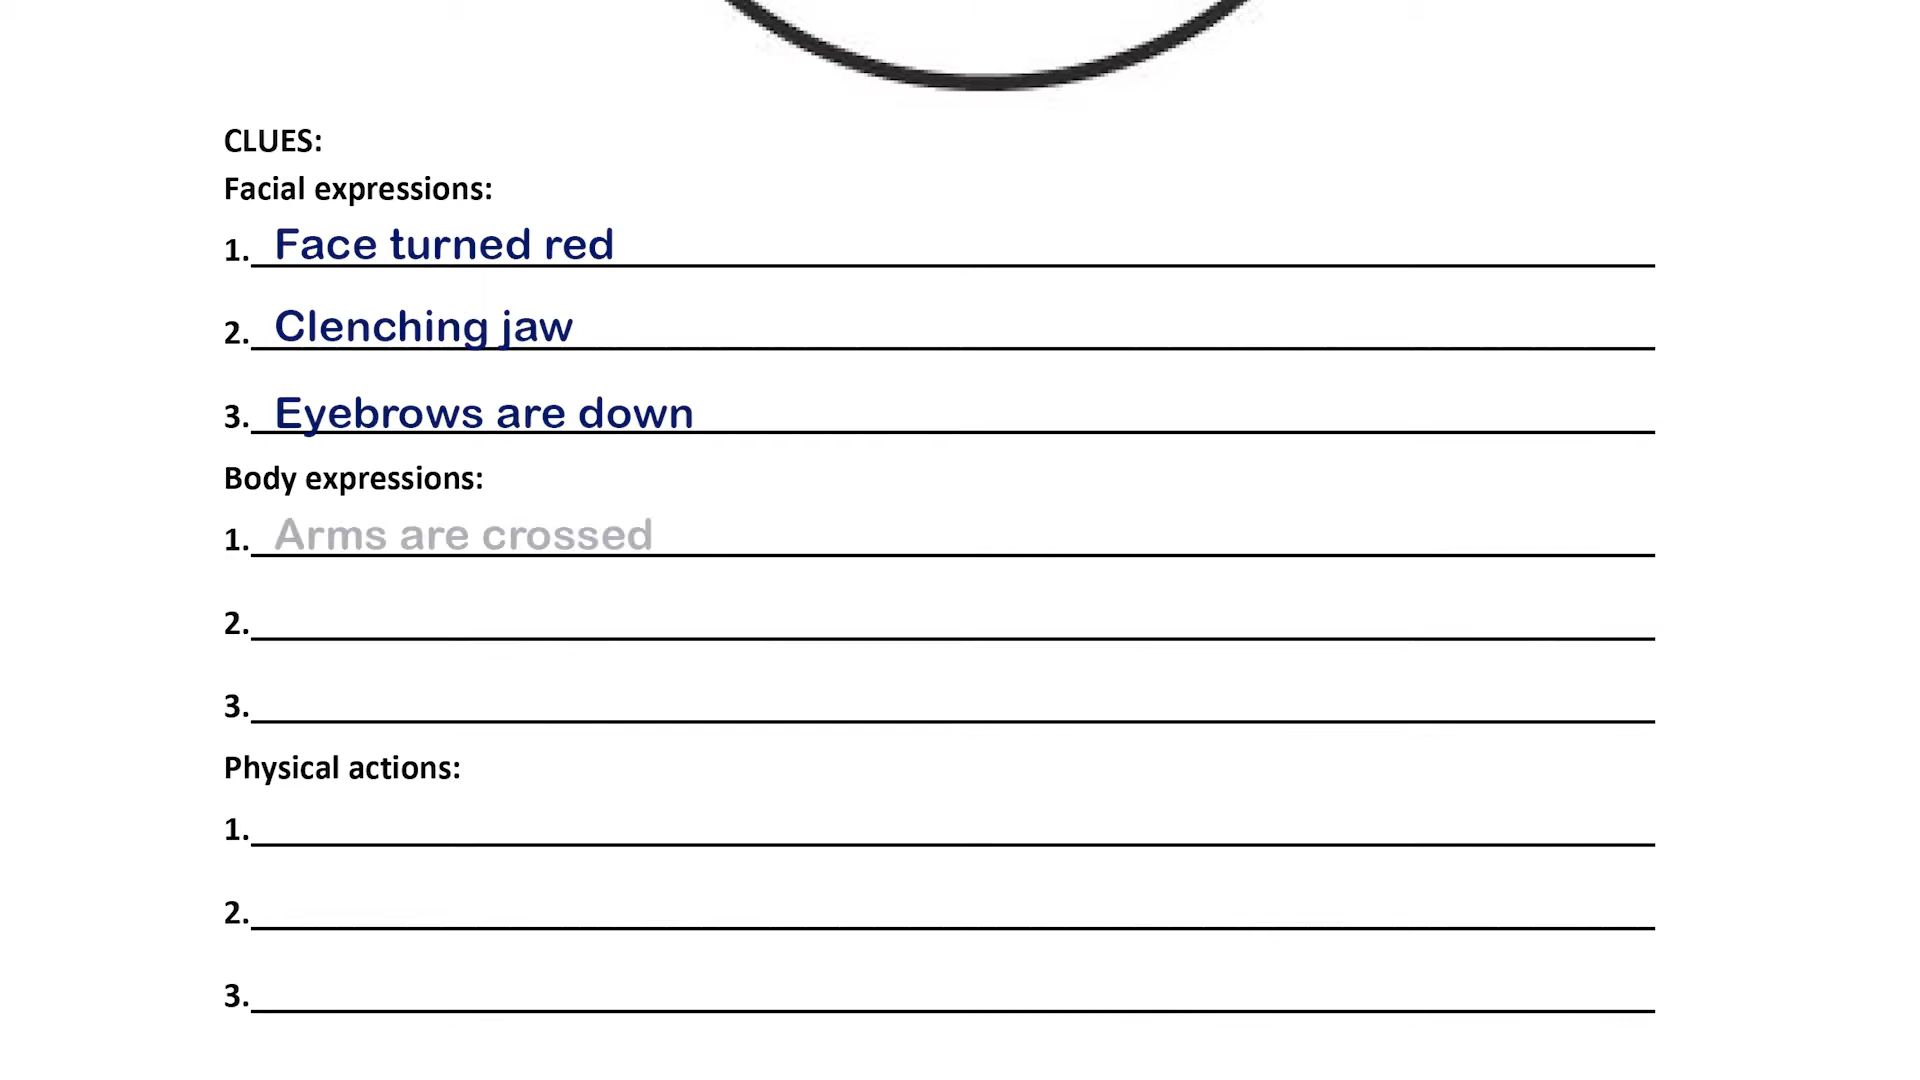 CLUES:
Facial expressions:
1. Face turned red
2. Clenching jaw
3. Eyebrows are down
Body expressions:
1. Arms are crossed
2.
3.
Physical actions:
1.
2.
3.